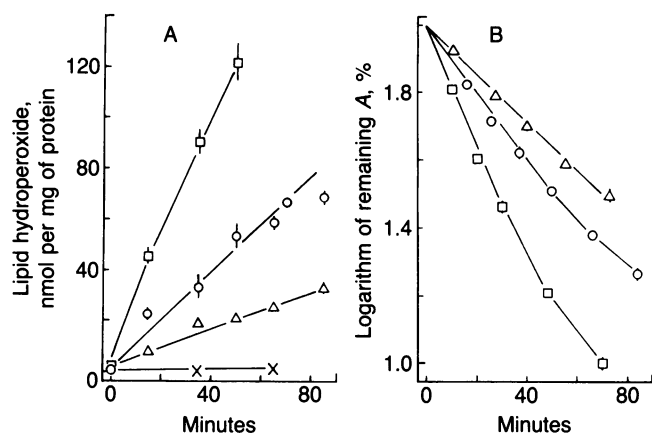 A
120
80
40
0
0
40
80
Minutes
Lipid hydroperoxide,
nmol per mg of protein
B
1.8
1.4
1.0
0
40
80
Minutes
Logarithm of remaining A, %